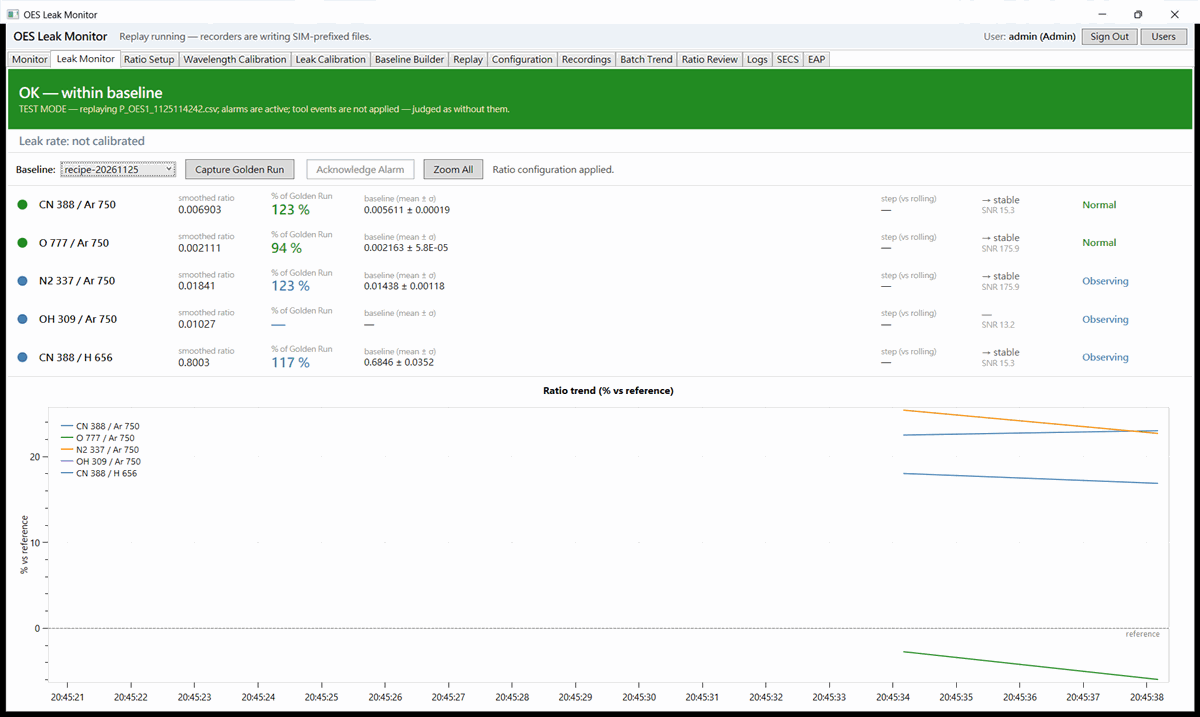 OES Leak Monitor
OES Leak Monitor Replay running — recorders are writing SIM-prefixed files. User: admin (Admin) Sign Out Users
Monitor Leak Monitor Ratio Setup Wavelength Calibration Leak Calibration Baseline Builder Replay Configuration Recordings Batch Trend Ratio Review Logs SECS EAP
OK — within baseline
TEST MODE — replaying P_OES1_1125114242.csv; alarms are active; tool events are not applied — judged as without them.
Leak rate: not calibrated
Baseline: recipe-20261125 Capture Golden Run Acknowledge Alarm Zoom All Ratio configuration applied.
smoothed ratio % of Golden Run baseline (mean ± σ) step (vs rolling) → stable
CN 388 / Ar 750 0.006903 123 % 0.005611 ± 0.00019 — SNR 15.3 Normal
smoothed ratio % of Golden Run baseline (mean ± σ) step (vs rolling) → stable
O 777 / Ar 750 0.002111 94 % 0.002163 ± 5.8E-05 — SNR 175.9 Normal
smoothed ratio % of Golden Run baseline (mean ± σ) step (vs rolling) → stable
N2 337 / Ar 750 0.01841 123 % 0.01438 ± 0.00118 — SNR 175.9 Observing
smoothed ratio % of Golden Run baseline (mean ± σ) step (vs rolling) —
OH 309 / Ar 750 0.01027 — — — SNR 13.2 Observing
smoothed ratio % of Golden Run baseline (mean ± σ) step (vs rolling) → stable
CN 388 / H 656 0.8003 117 % 0.6846 ± 0.0352 — SNR 15.3 Observing
Ratio trend (% vs reference)
CN 388 / Ar 750
O 777 / Ar 750
N2 337 / Ar 750
OH 309 / Ar 750
CN 388 / H 656
20
10
0
% vs reference
reference
20:45:21 20:45:22 20:45:23 20:45:24 20:45:25 20:45:26 20:45:27 20:45:28 20:45:29 20:45:30 20:45:31 20:45:32 20:45:33 20:45:34 20:45:35 20:45:36 20:45:37 20:45:38